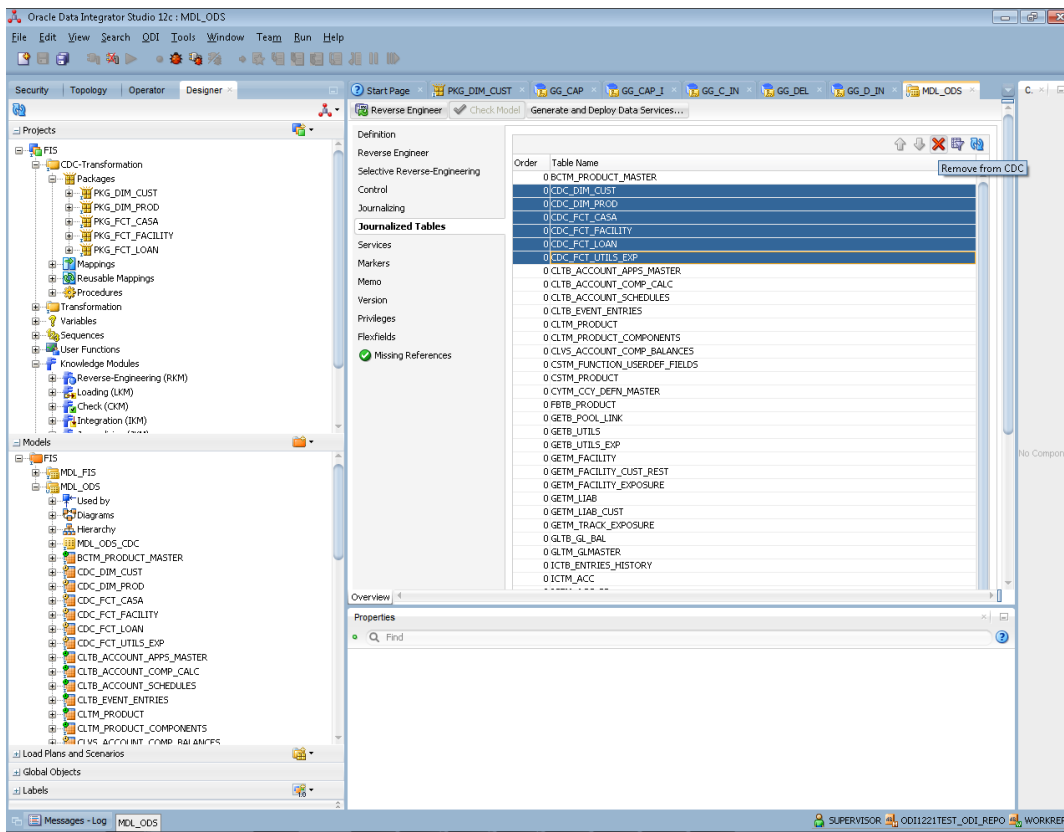 Oracle Data Integrator Studio 12c : MDL_ODS
File Edit View Search ODI Tools Window Team Run Help
Security Topology Operator Designer
Projects
FIS
CDC-Transformation
Packages
PKG_DIM_CUST
PKG_DIM_PROD
PKG_FCT_CASA
PKG_FCT_FACILITY
PKG_FCT_LOAN
Mappings
Reusable Mappings
Procedures
Transformation
Variables
Sequences
User Functions
Knowledge Modules
Reverse-Engineering (RKM)
Loading (LKM)
Check (CKM)
Integration (IKM)
Models
FIS
MDL_FIS
MDL_ODS
Used by
Diagrams
Hierarchy
MDL_ODS_CDC
BCTM_PRODUCT_MASTER
CDC_DIM_CUST
CDC_DIM_PROD
CDC_FCT_CASA
CDC_FCT_FACILITY
CDC_FCT_LOAN
CDC_FCT_UTILS_EXP
CLTB_ACCOUNT_APPS_MASTER
CLTB_ACCOUNT_COMP_CALC
CLTB_ACCOUNT_SCHEDULES
CLTB_EVENT_ENTRIES
CLTM_PRODUCT
CLTM_PRODUCT_COMPONENTS
CLVS_ACCOUNT_COMP_BALANCES
Load Plans and Scenarios
Global Objects
Labels
Start Page PKG_DIM_CUST GG_CAP GG_CAP_I GG_C_IN GG_DEL GG_D_IN MDL_ODS C.
Reverse Engineer Check Model Generate and Deploy Data Services...
Definition
Reverse Engineer
Selective Reverse-Engineering
Control
Journalizing
Journalized Tables
Services
Markers
Memo
Version
Privileges
Flexfields
Missing References
Remove from CDC
Order Table Name
0 BCTM_PRODUCT_MASTER
0 CDC_DIM_CUST
0 CDC_DIM_PROD
0 CDC_FCT_CASA
0 CDC_FCT_FACILITY
0 CDC_FCT_LOAN
0 CDC_FCT_UTILS_EXP
0 CLTB_ACCOUNT_APPS_MASTER
0 CLTB_ACCOUNT_COMP_CALC
0 CLTB_ACCOUNT_SCHEDULES
0 CLTB_EVENT_ENTRIES
0 CLTM_PRODUCT
0 CLTM_PRODUCT_COMPONENTS
0 CLVS_ACCOUNT_COMP_BALANCES
0 CSTM_FUNCTION_USERDEF_FIELDS
0 CSTM_PRODUCT
0 CYTM_CCY_DEFN_MASTER
0 FBTB_PRODUCT
0 GETB_POOL_LINK
0 GETB_UTILS
0 GETB_UTILS_EXP
0 GETM_FACILITY
0 GETM_FACILITY_CUST_REST
0 GETM_FACILITY_EXPOSURE
0 GETM_LIAB
0 GETM_LIAB_CUST
0 GETM_TRACK_EXPOSURE
0 GLTB_GL_BAL
0 GLTM_GLMASTER
0 ICTB_ENTRIES_HISTORY
0 ICTM_ACC
Overview
No Compon
Properties
Find
Messages - Log MDL_ODS
SUPERVISOR ODI1221TEST_ODI_REPO WORKREP